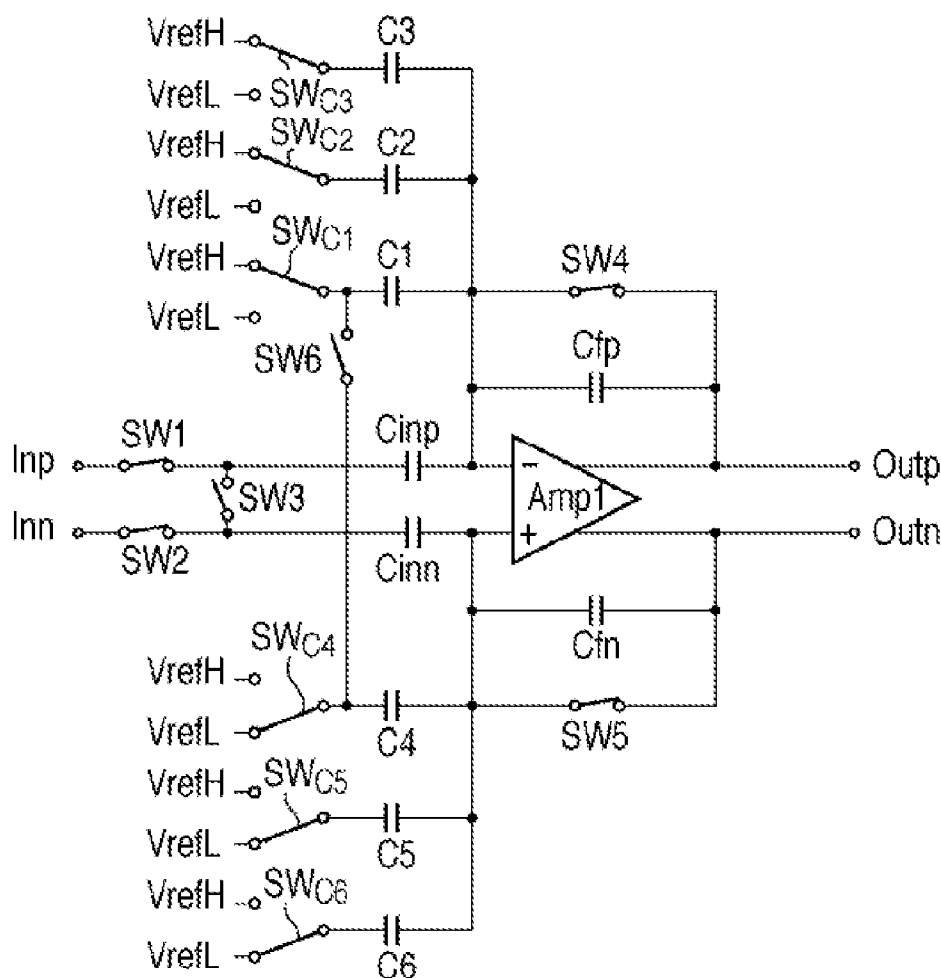 VrefH
C3
VrefL
SWC3
VrefH
SWC2
C2
VrefL
VrefH
SWC1
C1
SW4
VrefL
SW6
Cfp
Inp
SW1
Cinp
Outp
SW3
Amp1
-
+
Inn
SW2
Cinn
Outn
Cfn
VrefH
SWC4
VrefL
C4
SW5
VrefH
SWC5
VrefL
C5
VrefH
SWC6
VrefL
C6